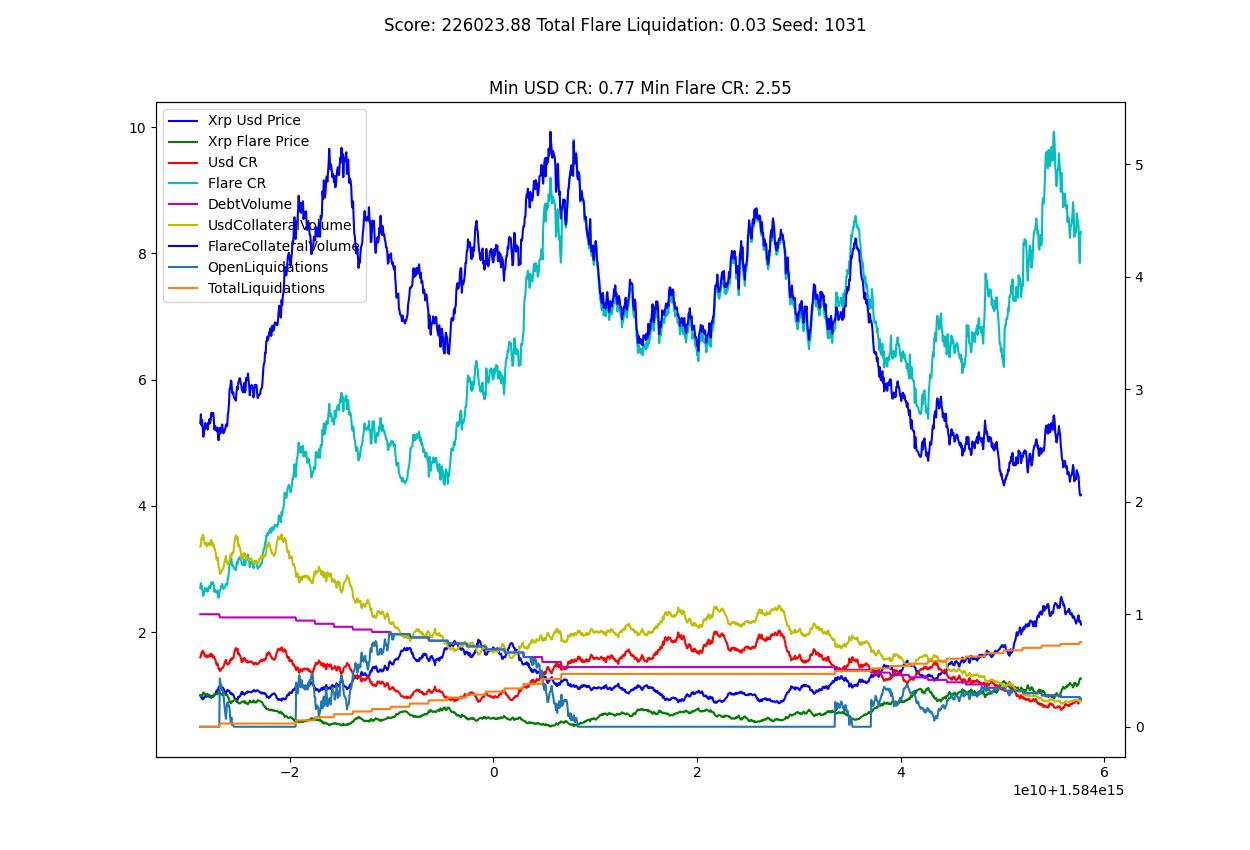 Score: 226023.88 Total Flare Liquidation: 0.03 Seed: 1031
Min USD CR: 0.77 Min Flare CR: 2.55
Xrp Usd Price
Xrp Flare Price
Usd CR
Flare CR
DebtVolume
UsdCollateralVolume
FlareCollateralVolume
OpenLiquidations
TotalLiquidations
10
8
6
4
2
5
4
3
2
1
0
−2
0
2
4
6
1e10+1.584e15